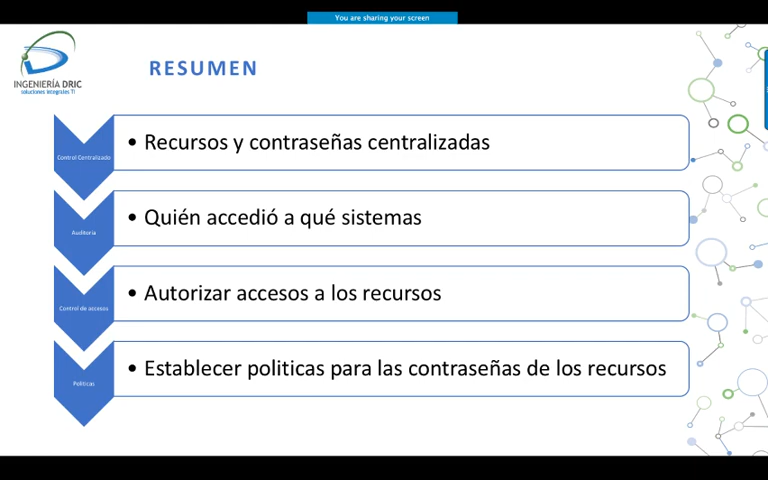 You are sharing your screen
INGENIERÍA DRIC
soluciones integrales TI
RESUMEN
Control Centralizado
• Recursos y contraseñas centralizadas
Auditoria
• Quién accedió a qué sistemas
Control de accesos
• Autorizar accesos a los recursos
Politicas
• Establecer politicas para las contraseñas de los recursos